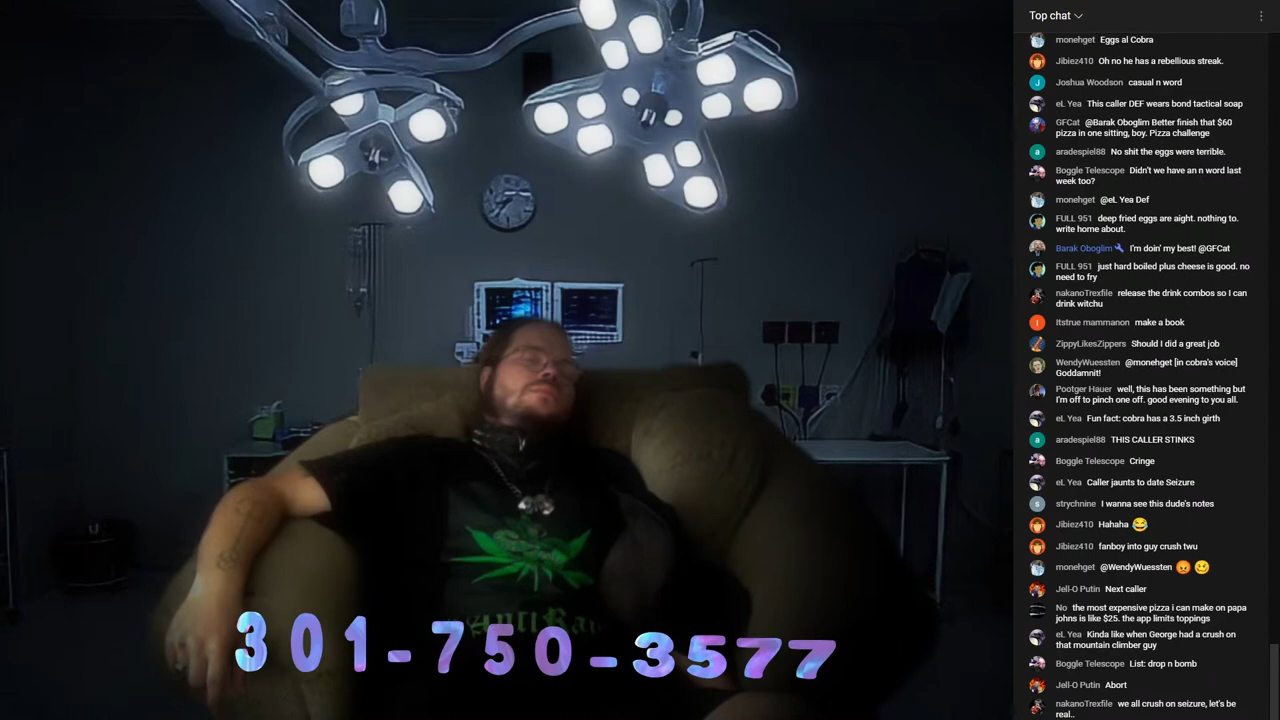 Top chat
monehget Eggs al Cobra
Jibiez410 Oh no he has a rebellious streak.
Joshua Woodson casual n word
eL Yea This caller DEF wears bond tactical soap
GFCat @Barak Oboglim Better finish that $60
pizza in one sitting, boy. Pizza challenge
a
aradespiel88 No shit the eggs were terrible.
Boggle Telescope Didn't we have an n word last
week too?
monehget @eL Yea Def
FULL 951 deep fried eggs are aight. nothing to.
write home about.
Barak Oboglim I'm doin' my best! @GFCat
FULL 951 just hard boiled plus cheese is good. no
need to fry
nakanoTrexfile release the drink combos so I can
drink witchu
I
Itstrue mammanon make a book
ZippyLikesZippers Should I did a great job
WendyWuessten @monehget [in cobra's voice]
Goddamnit!
Pootger Hauer well, this has been something but
I'm off to pinch one off. good evening to you all.
eL Yea Fun fact: cobra has a 3.5 inch girth
a
aradespiel88 THIS CALLER STINKS
Boggle Telescope Cringe
eL Yea Caller jaunts to date Seizure
s
strychnine I wanna see this dude's notes
Jibiez410 Hahaha 😂
Jibiez410 fanboy into guy crush twu
monehget @WendyWuessten 😡 🥴
Jell-O Putin Next caller
No the most expensive pizza i can make on papa
johns is like $25. the app limits toppings
eL Yea Kinda like when George had a crush on
that mountain climber guy
Boggle Telescope List: drop n bomb
Jell-O Putin Abort
nakanoTrexfile we all crush on seizure, let's be
real..
301-750-3577